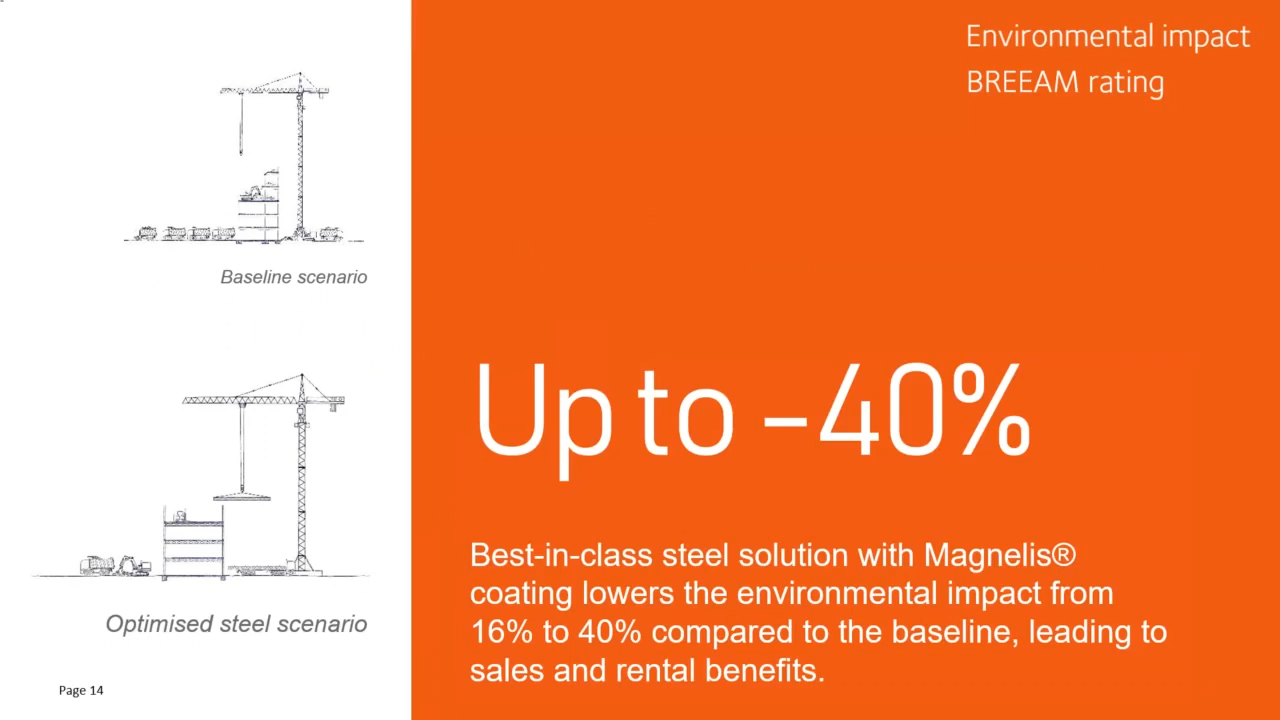 Environmental impact
BREEAM rating
Baseline scenario
Up to -40%
Best-in-class steel solution with Magnelis®
coating lowers the environmental impact from
16% to 40% compared to the baseline, leading to
sales and rental benefits.
Optimised steel scenario
Page 14